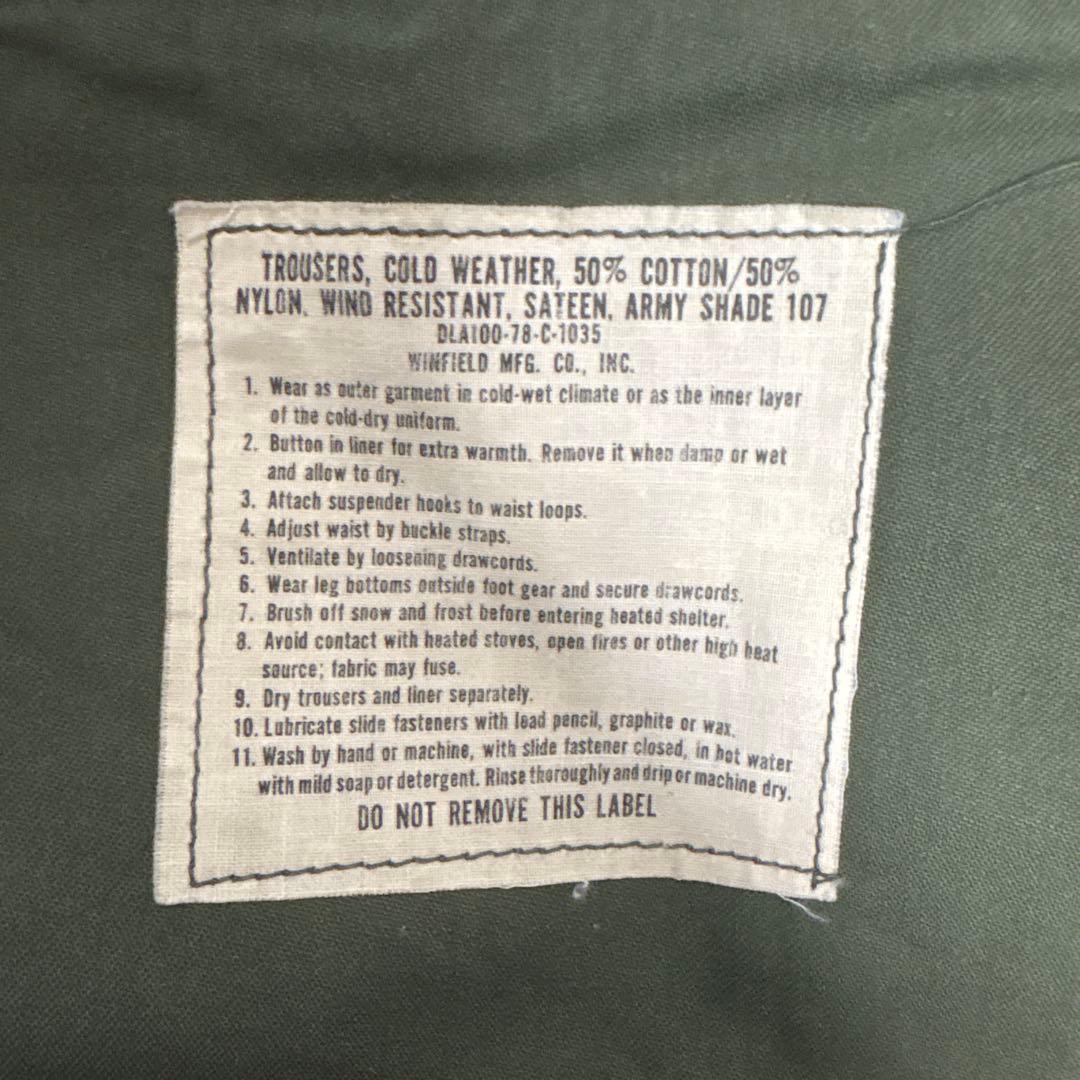 TROUSERS, COLD WEATHER, 50% COTTON/50%
NYLON, WIND RESISTANT, SATEEN, ARMY SHADE 107
DLA100-78-C-1035
WINFIELD MFG. CO., INC.
1. Wear as outer garment in cold-wet climate or as the inner layer
of the cold-dry uniform.
2. Button in liner for extra warmth. Remove it when damp or wet
and allow to dry.
3. Attach suspender hooks to waist loops.
4. Adjust waist by buckle straps.
5. Ventilate by loosening drawcords.
6. Wear leg bottoms outside foot gear and secure drawcords.
7. Brush off snow and frost before entering heated shelter.
8. Avoid contact with heated stoves, open fires or other high heat
source; fabric may fuse.
9. Dry trousers and liner separately.
10. Lubricate slide fasteners with lead pencil, graphite or wax.
11. Wash by hand or machine, with slide fastener closed, in hot water
with mild soap or detergent. Rinse thoroughly and drip or machine dry.
DO NOT REMOVE THIS LABEL